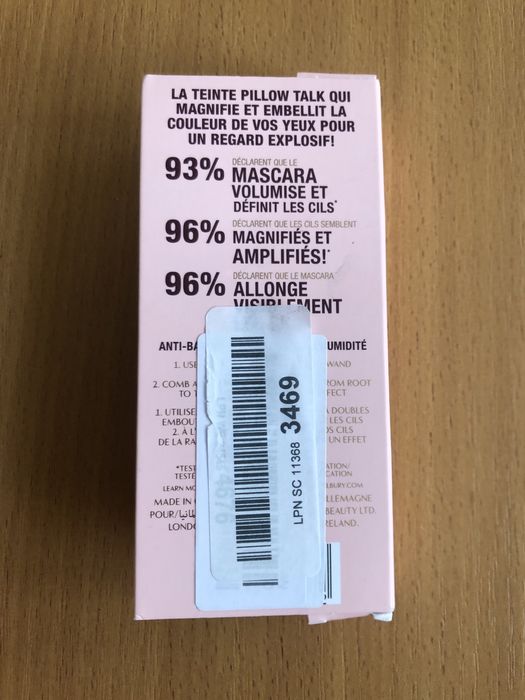 LA TEINTE PILLOW TALK QUI
MAGNIFIE ET EMBELLIT LA
COULEUR DE VOS YEUX POUR
UN REGARD EXPLOSIF!
93% DÉCLARENT QUE LE
MASCARA
VOLUMISE ET
DÉFINIT LES CILS*
96% DÉCLARENT QUE LES CILS SEMBLENT
MAGNIFIÉS ET
AMPLIFIÉS!*
96% DÉCLARENT QUE LE MASCARA
ALLONGE
VISIBLEMENT
ANTI-BA UMIDITÉ
1. USE WAND
2. COMB A ROM ROOT
TO T FFECT
1. UTILISE À DOUBLES
EMBOU LES CILS
2. À L' OS CILS
DE LA RA UN EFFET
*TEST ATION/
TESTÉ CATION
LEARN MO LBURY.COM
MADE IN LLEMAGNE
POUR/ BEAUTY LTD.
LONDO RELAND.
LPN SC 11368 3469